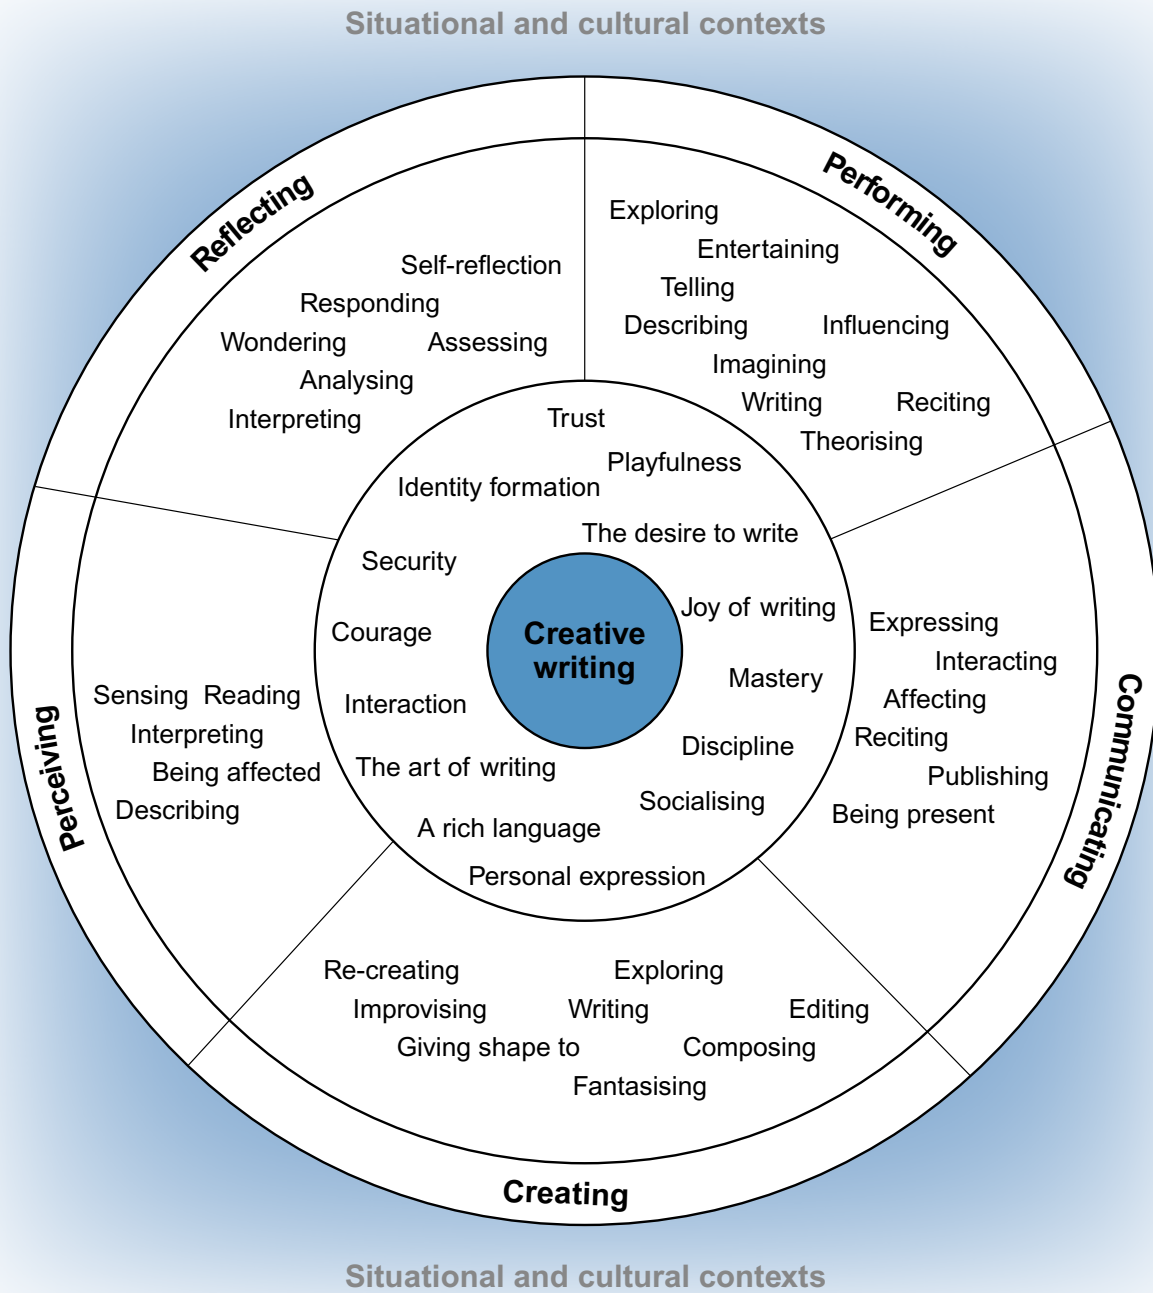 Situational and cultural contexts
Reflecting
Self-reflection
Responding
Wondering
Assessing
Analysing
Interpreting
Performing
Exploring
Entertaining
Telling
Describing
Influencing
Imagining
Writing
Reciting
Theorising
Trust
Playfulness
Identity formation
The desire to write
Security
Joy of writing
Courage
Creative
writing
Mastery
Interaction
Discipline
The art of writing
Socialising
A rich language
Personal expression
Perceiving
Sensing
Reading
Interpreting
Being affected
Describing
Communicating
Expressing
Interacting
Affecting
Reciting
Publishing
Being present
Re-creating
Exploring
Improvising
Writing
Editing
Giving shape to
Composing
Fantasising
Creating
Situational and cultural contexts